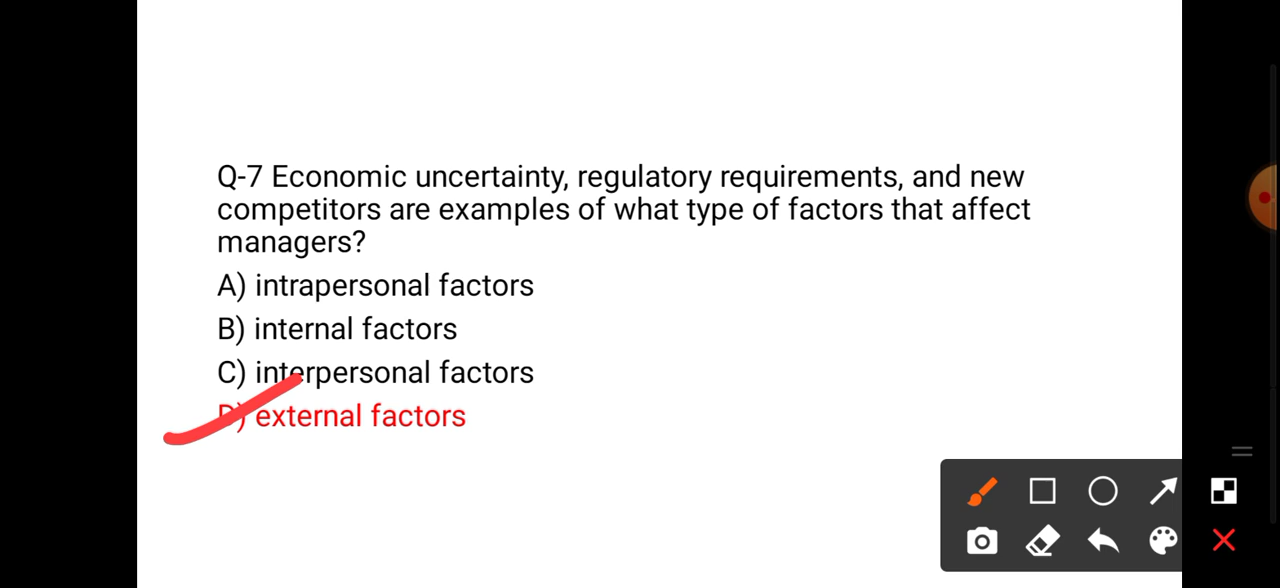 Q-7 Economic uncertainty, regulatory requirements, and new
competitors are examples of what type of factors that affect
managers?
A) intrapersonal factors
B) internal factors
C) interpersonal factors
D) external factors